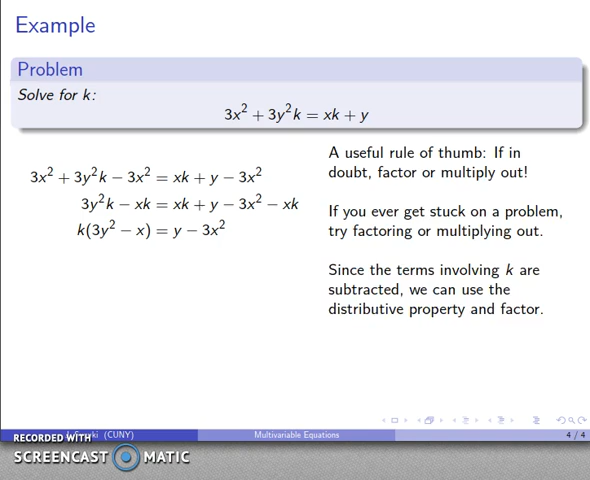 Example
Problem
Solve for k:
3x² + 3y²k = xk + y
3x² + 3y²k − 3x² = xk + y − 3x²
3y²k − xk = xk + y − 3x² − xk
k(3y² − x) = y − 3x²
A useful rule of thumb: If in
doubt, factor or multiply out!
If you ever get stuck on a problem,
try factoring or multiplying out.
Since the terms involving k are
subtracted, we can use the
distributive property and factor.
(CUNY)
Multivariable Equations
4 / 4
RECORDED WITH
SCREENCAST MATIC